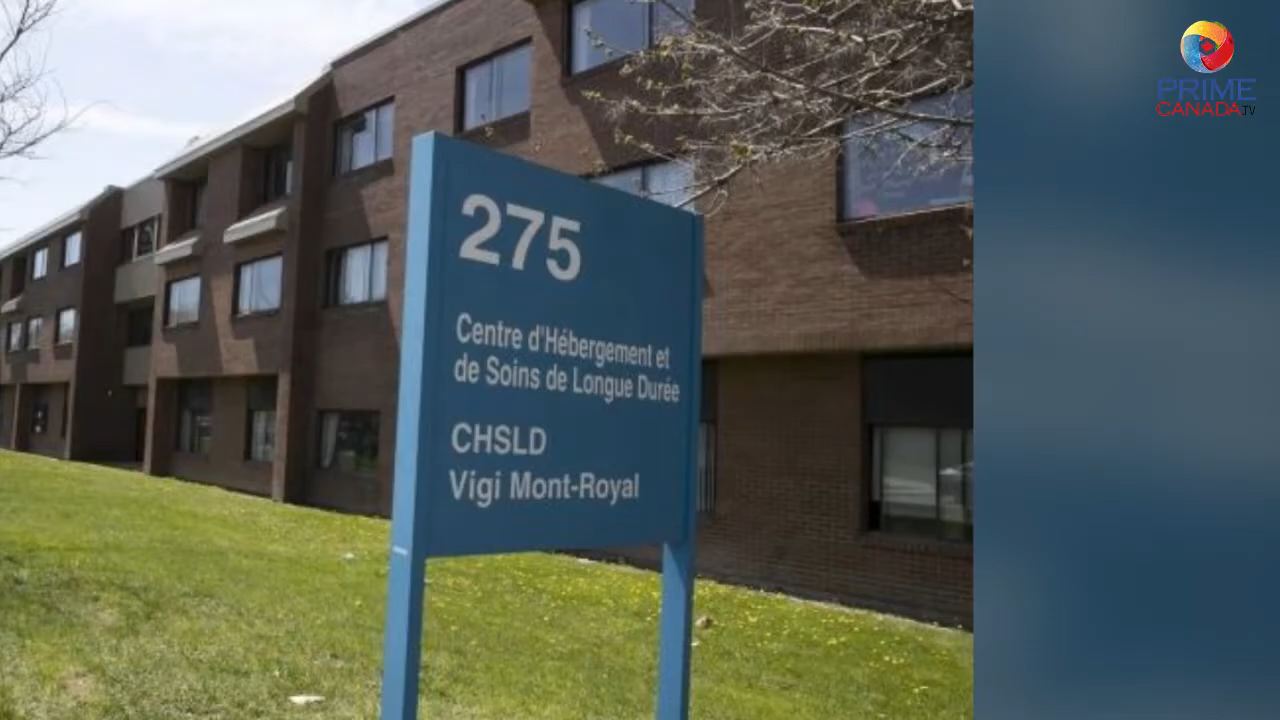 275
Centre d'Hébergement et
de Soins de Longue Durée
CHSLD
Vigi Mont-Royal
PRIME
CANADA.TV